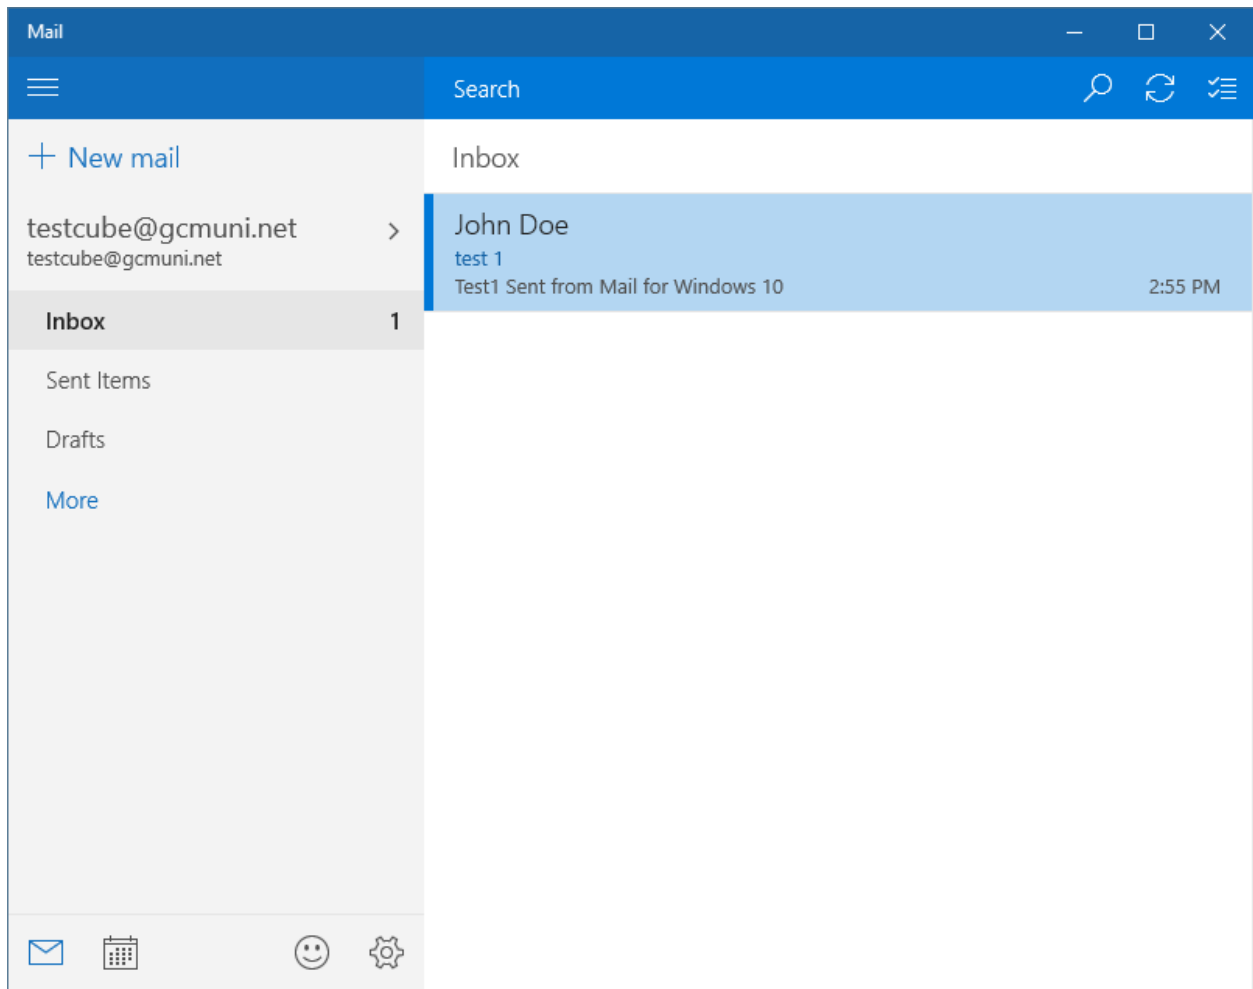 Mail
Search
+ New mail
testcube@gcmuni.net
testcube@gcmuni.net
Inbox 1
Sent Items
Drafts
More
Inbox
John Doe
test 1
Test1 Sent from Mail for Windows 10 2:55 PM